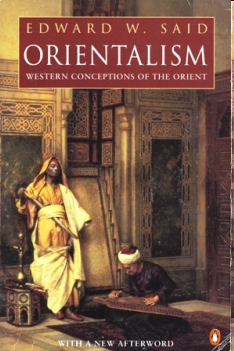 EDWARD W. SAID
ORIENTALISM
WESTERN CONCEPTIONS OF THE ORIENT
WITH A NEW AFTERWORD